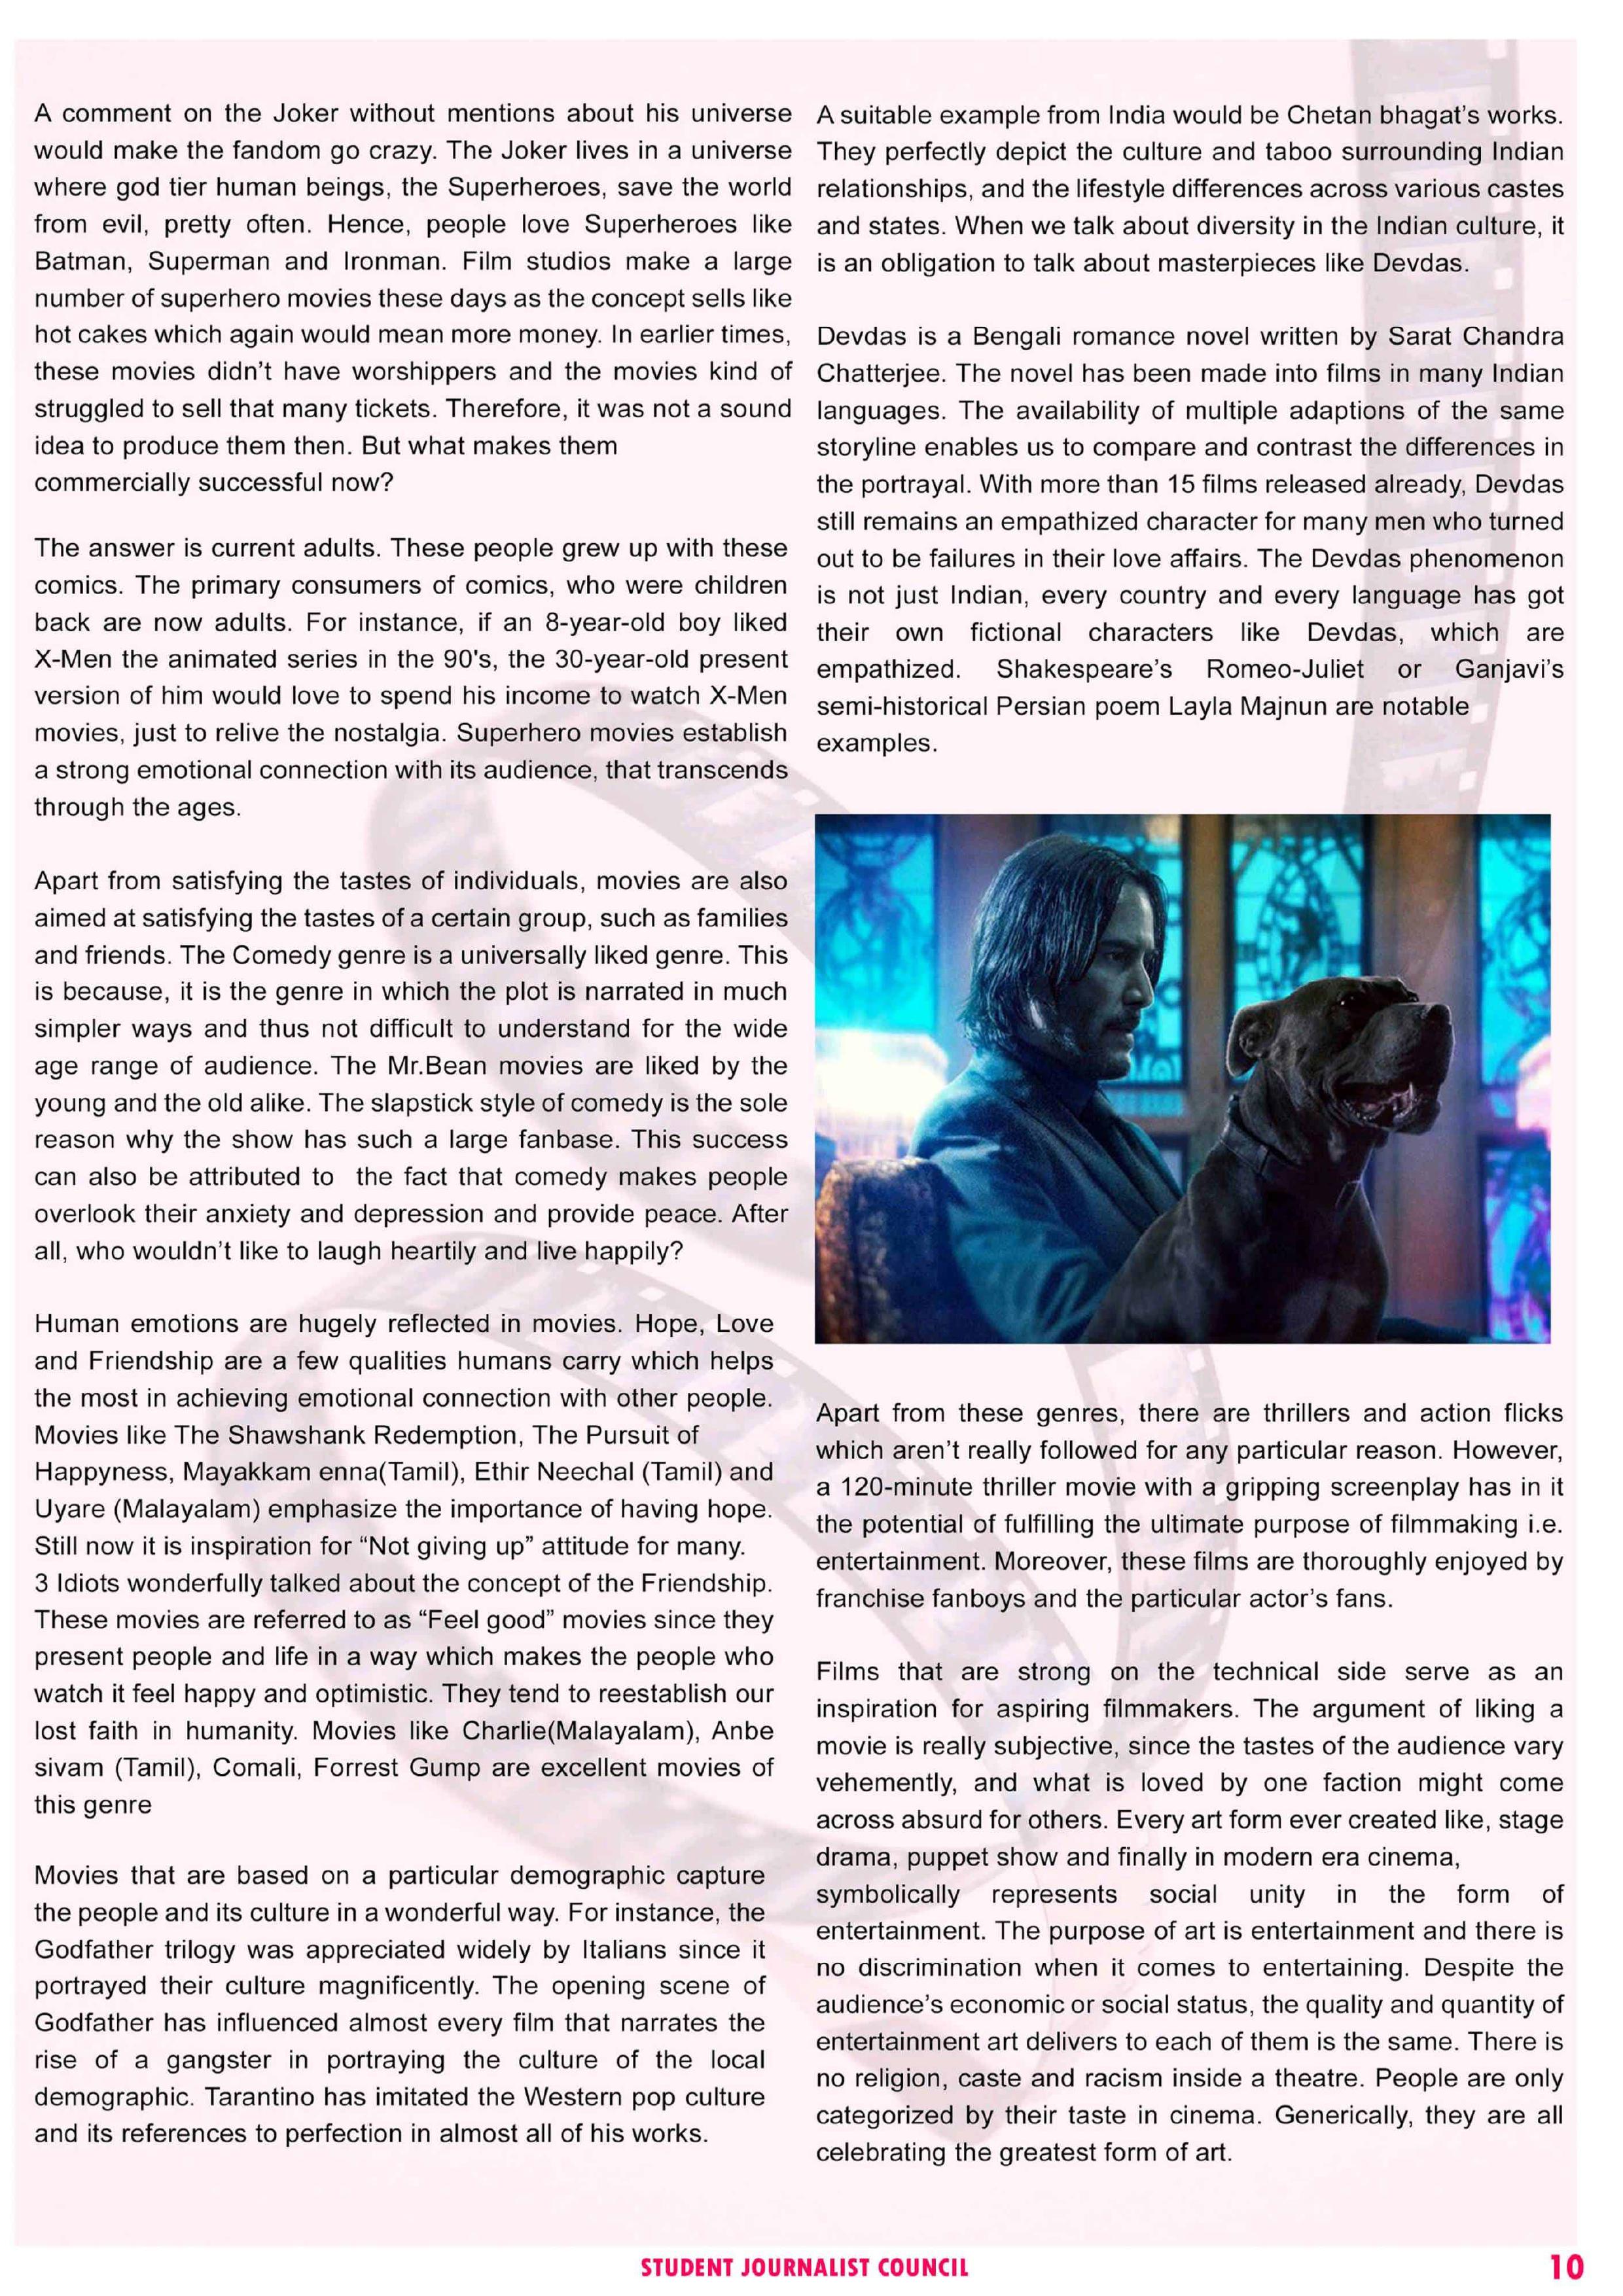 A comment on the Joker without mentions about his universe
would make the fandom go crazy. The Joker lives in a universe
where god tier human beings, the Superheroes, save the world
from evil, pretty often. Hence, people love Superheroes like
Batman, Superman and Ironman. Film studios make a large
number of superhero movies these days as the concept sells like
hot cakes which again would mean more money. In earlier times,
these movies didn't have worshippers and the movies kind of
struggled to sell that many tickets. Therefore, it was not a sound
idea to produce them then. But what makes them
commercially successful now?
The answer is current adults. These people grew up with these
comics. The primary consumers of comics, who were children
back are now adults. For instance, if an 8-year-old boy liked
X-Men the animated series in the 90's, the 30-year-old present
version of him would love to spend his income to watch X-Men
movies, just to relive the nostalgia. Superhero movies establish
a strong emotional connection with its audience, that transcends
through the ages.
Apart from satisfying the tastes of individuals, movies are also
aimed at satisfying the tastes of a certain group, such as families
and friends. The Comedy genre is a universally liked genre. This
is because, it is the genre in which the plot is narrated in much
simpler ways and thus not difficult to understand for the wide
age range of audience. The Mr.Bean movies are liked by the
young and the old alike. The slapstick style of comedy is the sole
reason why the show has such a large fanbase. This success
can also be attributed to the fact that comedy makes people
overlook their anxiety and depression and provide peace. After
all, who wouldn't like to laugh heartily and live happily?
Human emotions are hugely reflected in movies. Hope, Love
and Friendship are a few qualities humans carry which helps
the most in achieving emotional connection with other people.
Movies like The Shawshank Redemption, The Pursuit of
Happyness, Mayakkam enna(Tamil), Ethir Neechal (Tamil) and
Uyare (Malayalam) emphasize the importance of having hope.
Still now it is inspiration for “Not giving up” attitude for many.
3 Idiots wonderfully talked about the concept of the Friendship.
These movies are referred to as “Feel good” movies since they
present people and life in a way which makes the people who
watch it feel happy and optimistic. They tend to reestablish our
lost faith in humanity. Movies like Charlie(Malayalam), Anbe
sivam (Tamil), Comali, Forrest Gump are excellent movies of
this genre
Movies that are based on a particular demographic capture
the people and its culture in a wonderful way. For instance, the
Godfather trilogy was appreciated widely by Italians since it
portrayed their culture magnificently. The opening scene of
Godfather has influenced almost every film that narrates the
rise of a gangster in portraying the culture of the local
demographic. Tarantino has imitated the Western pop culture
and its references to perfection in almost all of his works.
A suitable example from India would be Chetan bhagat's works.
They perfectly depict the culture and taboo surrounding Indian
relationships, and the lifestyle differences across various castes
and states. When we talk about diversity in the Indian culture, it
is an obligation to talk about masterpieces like Devdas.
Devdas is a Bengali romance novel written by Sarat Chandra
Chatterjee. The novel has been made into films in many Indian
languages. The availability of multiple adaptions of the same
storyline enables us to compare and contrast the differences in
the portrayal. With more than 15 films released already, Devdas
still remains an empathized character for many men who turned
out to be failures in their love affairs. The Devdas phenomenon
is not just Indian, every country and every language has got
their own fictional characters like Devdas, which are
empathized. Shakespeare's Romeo-Juliet or Ganjavi's
semi-historical Persian poem Layla Majnun are notable
examples.
Apart from these genres, there are thrillers and action flicks
which aren't really followed for any particular reason. However,
a 120-minute thriller movie with a gripping screenplay has in it
the potential of fulfilling the ultimate purpose of filmmaking i.e.
entertainment. Moreover, these films are thoroughly enjoyed by
franchise fanboys and the particular actor's fans.
Films that are strong on the technical side serve as an
inspiration for aspiring filmmakers. The argument of liking a
movie is really subjective, since the tastes of the audience vary
vehemently, and what is loved by one faction might come
across absurd for others. Every art form ever created like, stage
drama, puppet show and finally in modern era cinema,
symbolically represents social unity in the form of
entertainment. The purpose of art is entertainment and there is
no discrimination when it comes to entertaining. Despite the
audience's economic or social status, the quality and quantity of
entertainment art delivers to each of them is the same. There is
no religion, caste and racism inside a theatre. People are only
categorized by their taste in cinema. Generically, they are all
celebrating the greatest form of art.
STUDENT JOURNALIST COUNCIL
10